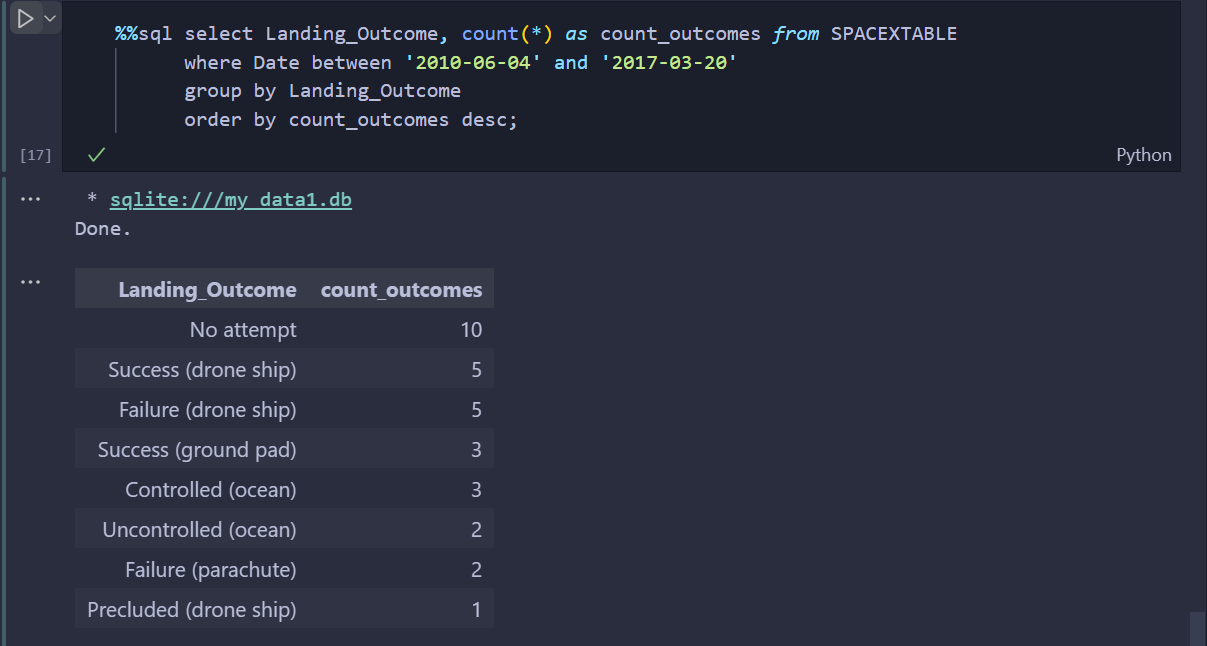 %%sql select Landing_Outcome, count(*) as count_outcomes from SPACEXTABLE
where Date between '2010-06-04' and '2017-03-20'
group by Landing_Outcome
order by count_outcomes desc;
[17]
Python
* sqlite:///my_data1.db
Done.
Landing_Outcome count_outcomes
No attempt 10
Success (drone ship) 5
Failure (drone ship) 5
Success (ground pad) 3
Controlled (ocean) 3
Uncontrolled (ocean) 2
Failure (parachute) 2
Precluded (drone ship) 1